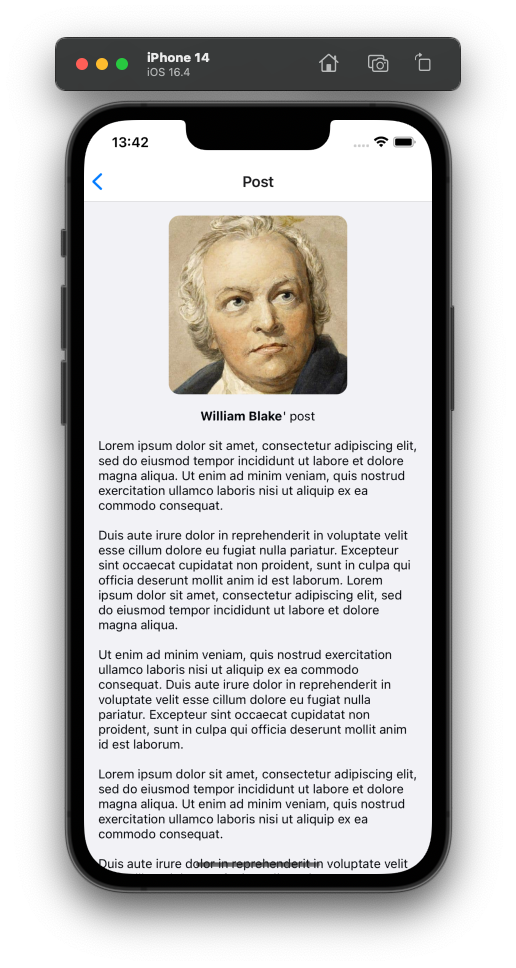 iPhone 14
iOS 16.4
13:42
Post
William Blake' post
Lorem ipsum dolor sit amet, consectetur adipiscing elit,
sed do eiusmod tempor incididunt ut labore et dolore
magna aliqua. Ut enim ad minim veniam, quis nostrud
exercitation ullamco laboris nisi ut aliquip ex ea
commodo consequat.
Duis aute irure dolor in reprehenderit in voluptate velit
esse cillum dolore eu fugiat nulla pariatur. Excepteur
sint occaecat cupidatat non proident, sunt in culpa qui
officia deserunt mollit anim id est laborum. Lorem
ipsum dolor sit amet, consectetur adipiscing elit, sed
do eiusmod tempor incididunt ut labore et dolore
magna aliqua.
Ut enim ad minim veniam, quis nostrud exercitation
ullamco laboris nisi ut aliquip ex ea commodo
consequat. Duis aute irure dolor in reprehenderit in
voluptate velit esse cillum dolore eu fugiat nulla
pariatur. Excepteur sint occaecat cupidatat non
proident, sunt in culpa qui officia deserunt mollit anim
id est laborum.
Lorem ipsum dolor sit amet, consectetur adipiscing elit,
sed do eiusmod tempor incididunt ut labore et dolore
magna aliqua. Ut enim ad minim veniam, quis nostrud
exercitation ullamco laboris nisi ut aliquip ex ea
commodo consequat.
Duis aute irure dolor in reprehenderit in voluptate velit